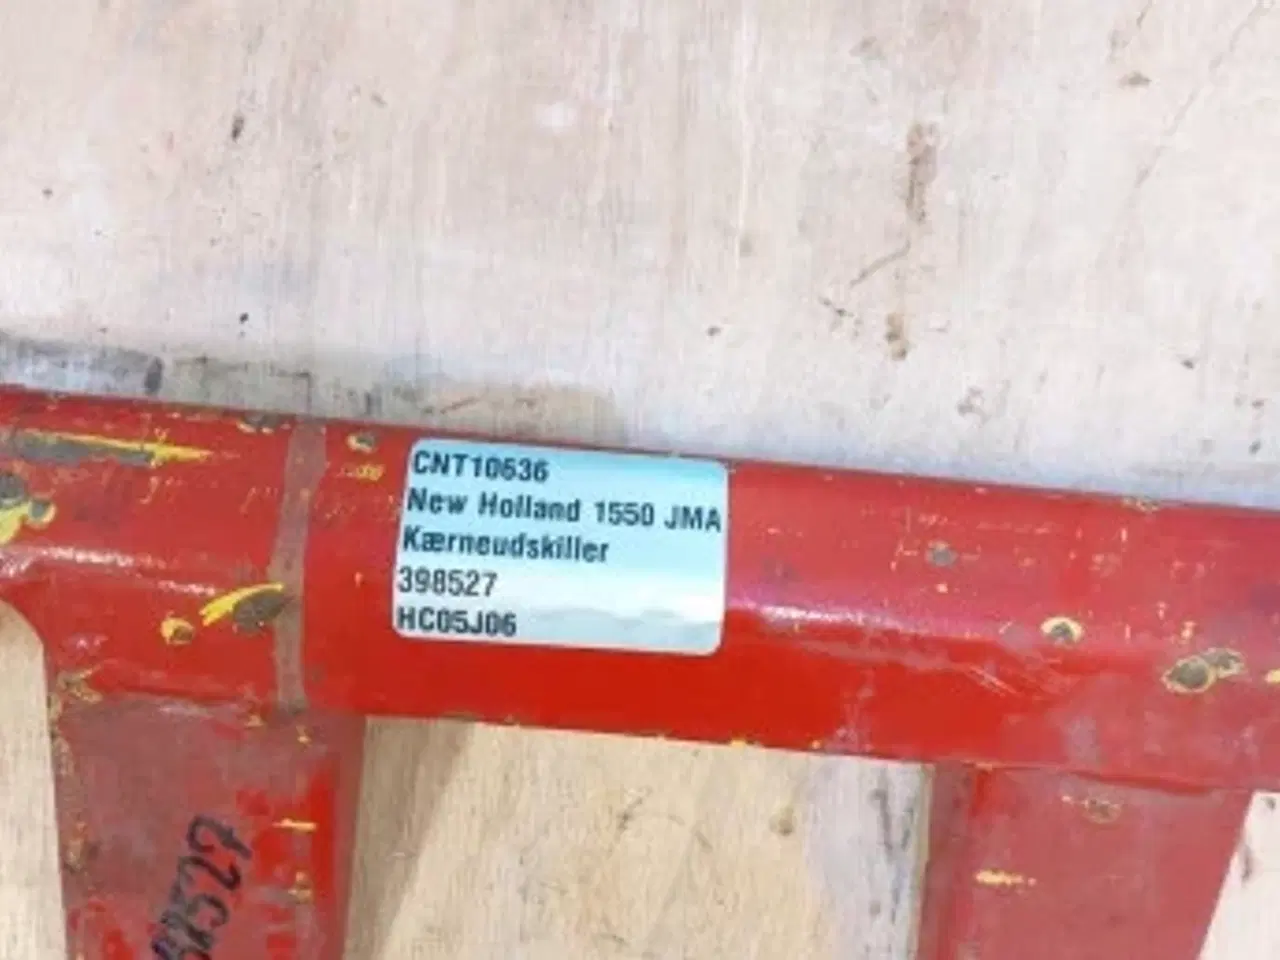 CNT10636
New Holland 1550 JMA
Kærneudskiller
398527
HC05J06